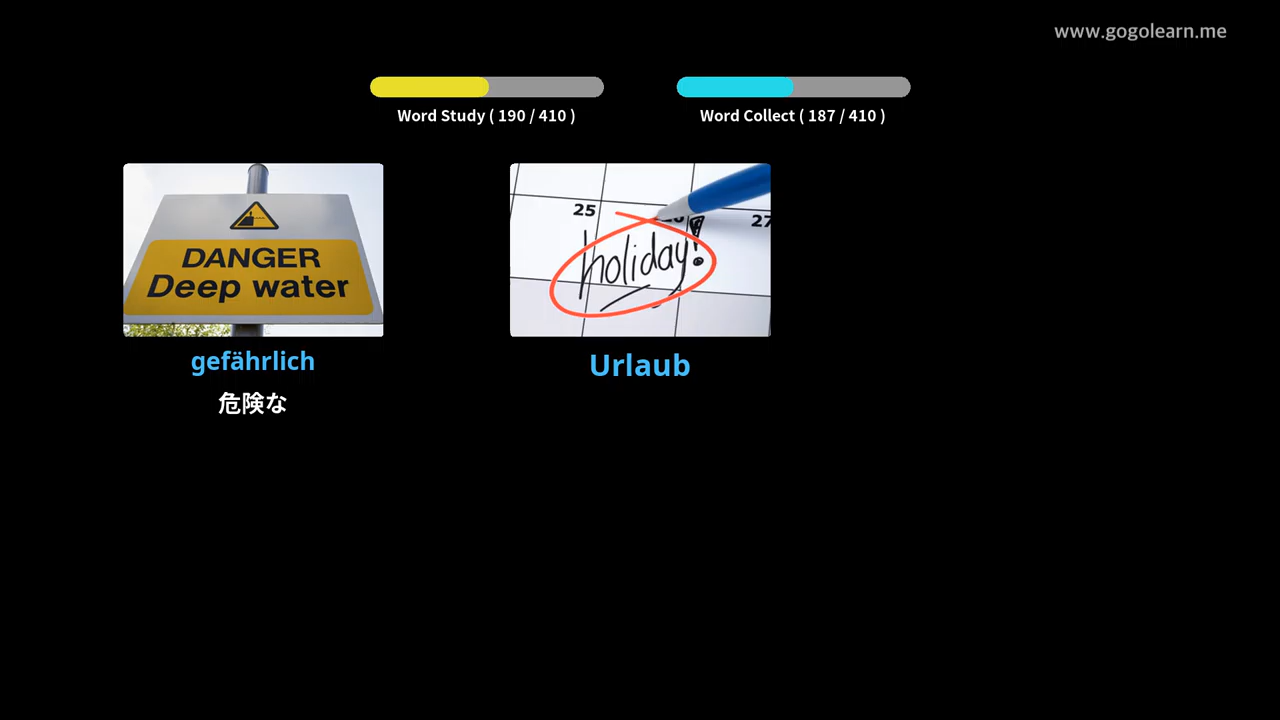 www.gogolearn.me
Word Study ( 190 / 410 )
Word Collect ( 187 / 410 )
DANGER
Deep water
25
27
holiday!
gefährlich
Urlaub
危険な